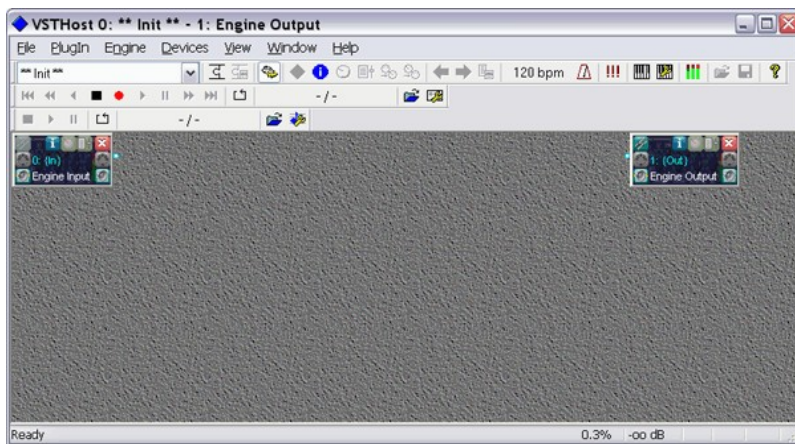 VSTHost 0: ** Init ** - 1: Engine Output
File PlugIn Engine Devices View Window Help
** Init ** 120 bpm !!! ?
-/-
-/-
0: (In)
Engine Input
1: (Out)
Engine Output
Ready 0.3% -oo dB